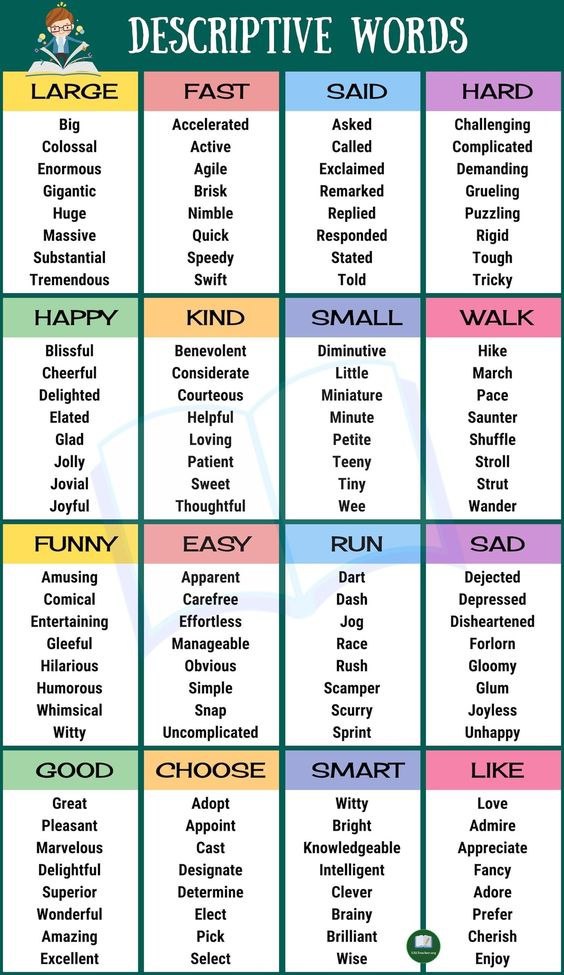 DESCRIPTIVE WORDS
LARGE
Big
Colossal
Enormous
Gigantic
Huge
Massive
Substantial
Tremendous
FAST
Accelerated
Active
Agile
Brisk
Nimble
Quick
Speedy
Swift
SAID
Asked
Called
Exclaimed
Remarked
Replied
Responded
Stated
Told
HARD
Challenging
Complicated
Demanding
Grueling
Puzzling
Rigid
Tough
Tricky
HAPPY
Blissful
Cheerful
Delighted
Elated
Glad
Jolly
Jovial
Joyful
KIND
Benevolent
Considerate
Courteous
Helpful
Loving
Patient
Sweet
Thoughtful
SMALL
Diminutive
Little
Miniature
Minute
Petite
Teeny
Tiny
Wee
WALK
Hike
March
Pace
Saunter
Shuffle
Stroll
Strut
Wander
FUNNY
Amusing
Comical
Entertaining
Gleeful
Hilarious
Humorous
Whimsical
Witty
EASY
Apparent
Carefree
Effortless
Manageable
Obvious
Simple
Snap
Uncomplicated
RUN
Dart
Dash
Jog
Race
Rush
Scamper
Scurry
Sprint
SAD
Dejected
Depressed
Disheartened
Forlorn
Gloomy
Glum
Joyless
Unhappy
GOOD
Great
Pleasant
Marvelous
Delightful
Superior
Wonderful
Amazing
Excellent
CHOOSE
Adopt
Appoint
Cast
Designate
Determine
Elect
Pick
Select
SMART
Witty
Bright
Knowledgeable
Intelligent
Clever
Brainy
Brilliant
Wise
LIKE
Love
Admire
Appreciate
Fancy
Adore
Prefer
Cherish
Enjoy